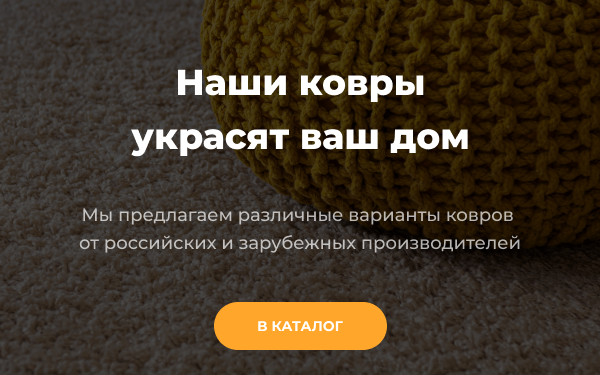 Наши ковры
украсят ваш дом
Мы предлагаем различные варианты ковров
от российских и зарубежных производителей
В КАТАЛОГ